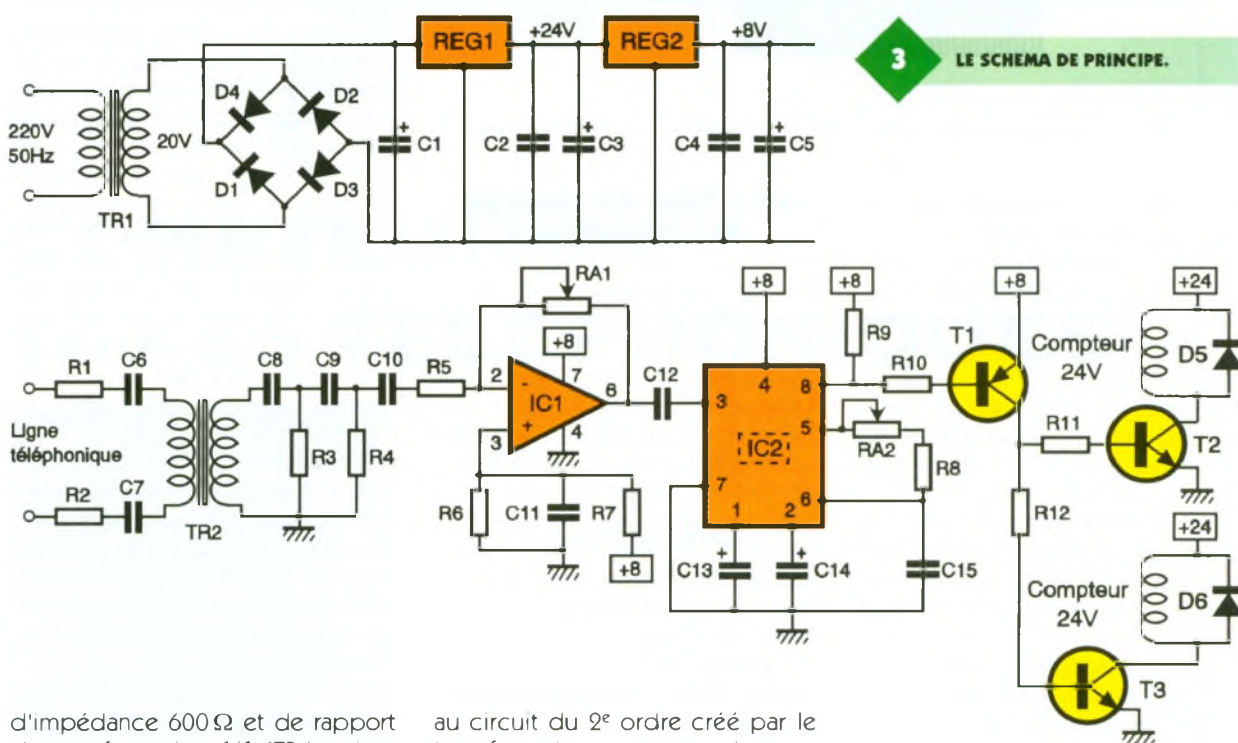 REG1
+24V
REG2
+8V
3
LE SCHEMA DE PRINCIPE.
220V
50Hz
20V
TR1
D4
D2
D1
D3
C1
C2
C3
C4
C5
RA1
+8
+8
+8
+8
+24
R1
C6
C8
C9
C10
R5
2
-
7
IC1
6
3
+
4
C12
3
4
8
5
IC2
7
6
1
2
R9
R10
T1
Compteur
24V
D5
Ligne
téléphonique
R3
R4
RA2
R8
R11
T2
R2
C7
TR2
R6
C11
R7
+8
C13
+
C14
+
C15
R12
+24
Compteur
24V
D6
T3
d'impédance 600 Ω et de rapport
au circuit du 2e ordre créé par le